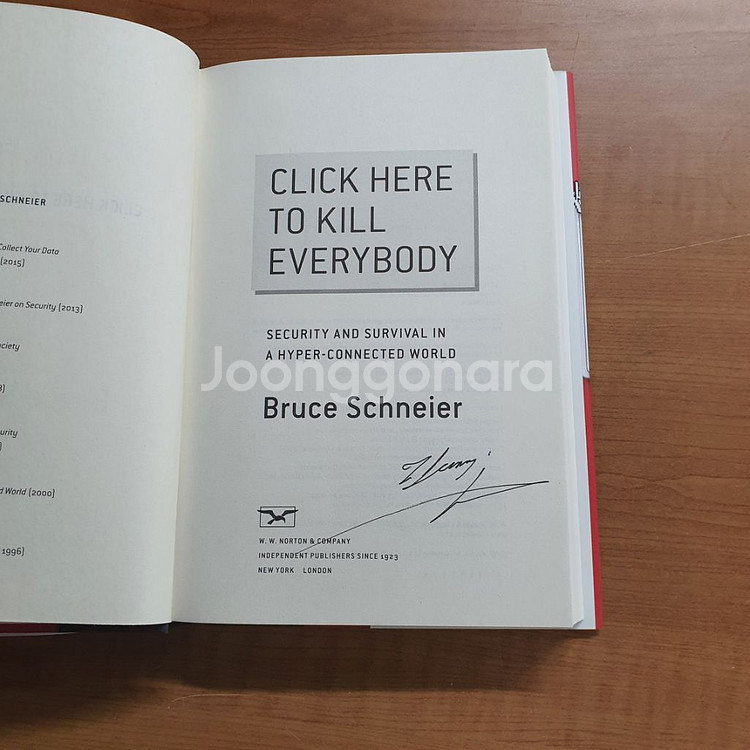 SCHNEIER
Collect Your Data
(2015)
eier on Security (2013)
ciety
urity
d World (2000)
1996)
CLICK HERE
TO KILL
EVERYBODY
SECURITY AND SURVIVAL IN
A HYPER-CONNECTED WORLD
Joonggonara
Bruce Schneier
W. W. NORTON & COMPANY
INDEPENDENT PUBLISHERS SINCE 1923
NEW YORK LONDON